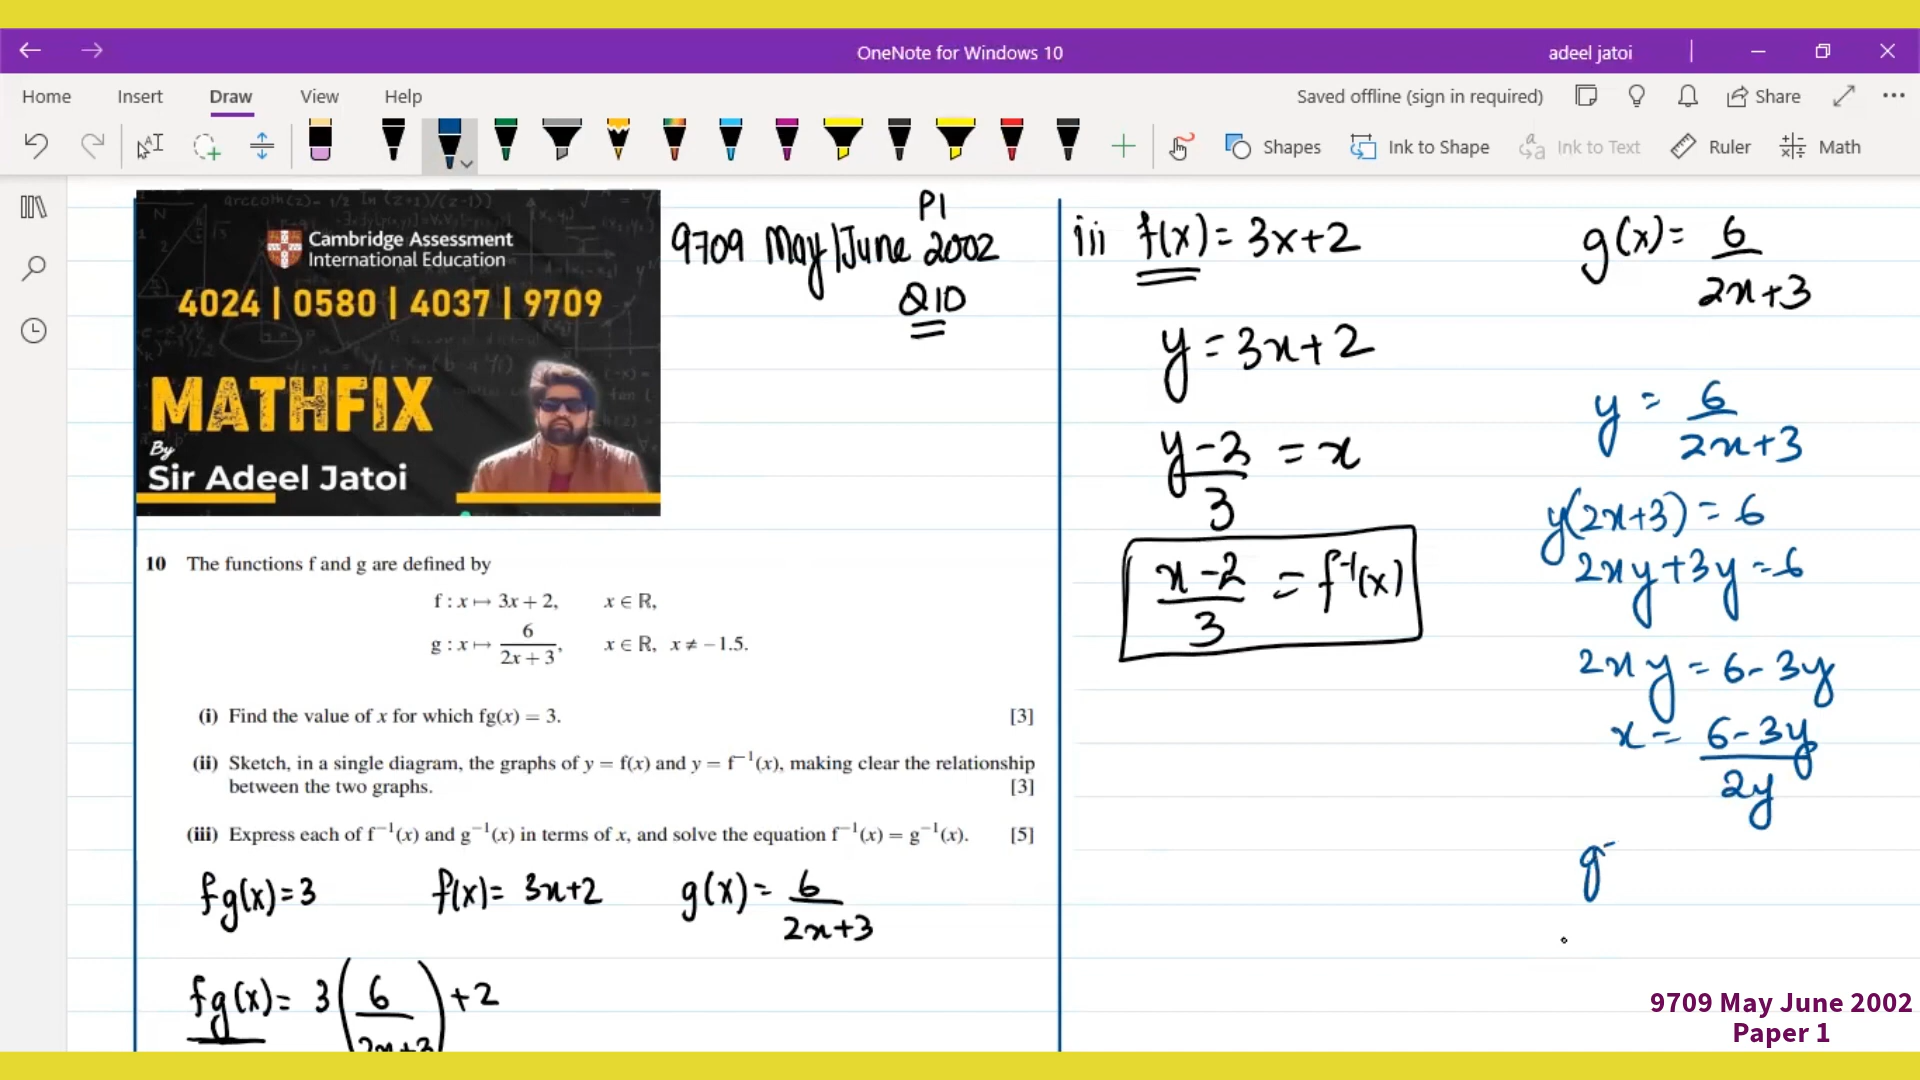 OneNote for Windows 10
adeel jatoi
Home Insert Draw View Help
Saved offline (sign in required)
Share
Shapes
Ink to Shape
Ink to Text
Ruler
Math
Cambridge Assessment
International Education
4024 | 0580 | 4037 | 9709
MATHFIX
By
Sir Adeel Jatoi
P1
9709 May/June 2002
Q10
10 The functions f and g are defined by
f : x ↦ 3x + 2, x ∈ ℝ,
g : x ↦ 6/(2x + 3), x ∈ ℝ, x ≠ −1.5.
(i) Find the value of x for which fg(x) = 3. [3]
(ii) Sketch, in a single diagram, the graphs of y = f(x) and y = f⁻¹(x), making clear the relationship
between the two graphs. [3]
(iii) Express each of f⁻¹(x) and g⁻¹(x) in terms of x, and solve the equation f⁻¹(x) = g⁻¹(x). [5]
fg(x)=3 f(x)= 3x+2 g(x)= 6/(2x+3)
fg(x)= 3(6/(2x+3))+2
iii f(x)= 3x+2
y = 3x+2
(y-2)/3 = x
(x-2)/3 = f⁻¹(x)
g(x)= 6/(2x+3)
y = 6/(2x+3)
y(2x+3) = 6
2xy+3y=6
2xy = 6-3y
x = (6-3y)/2y
g⁻
9709 May June 2002
Paper 1